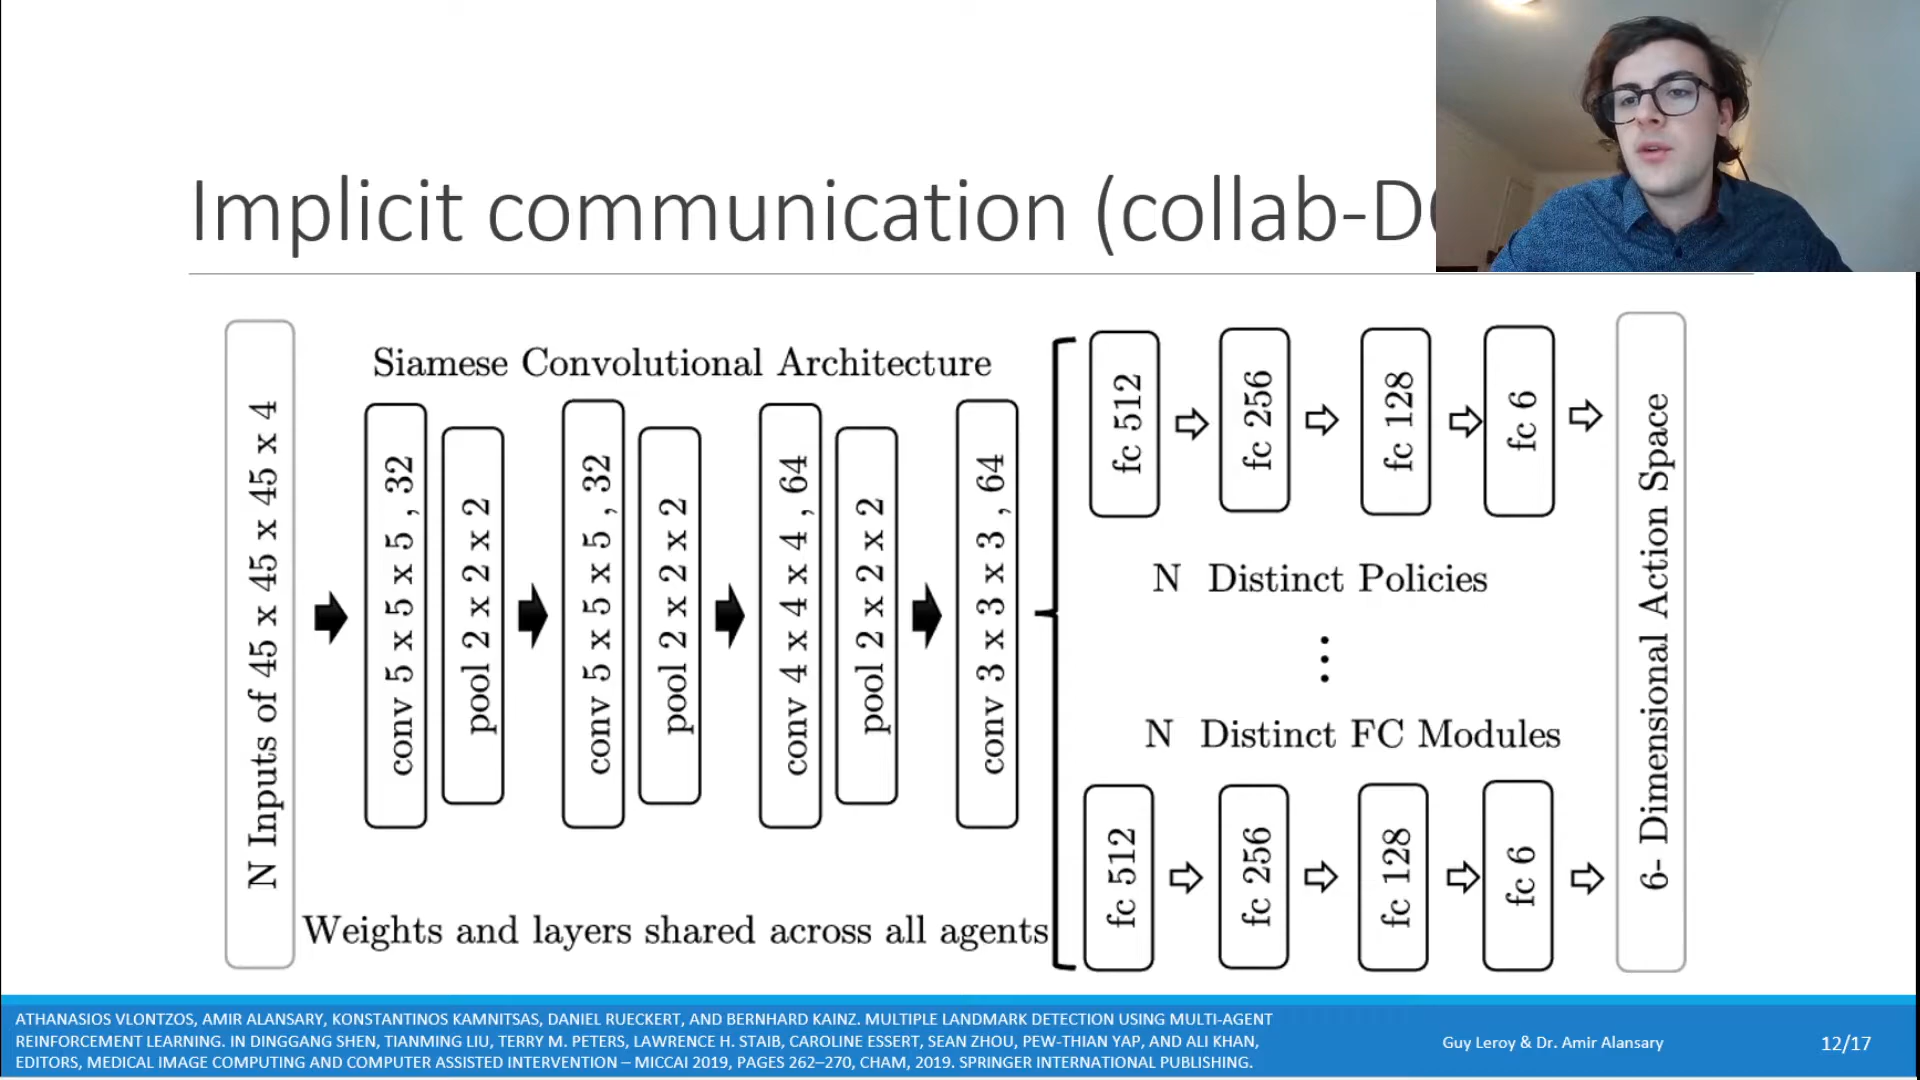 Implicit communication (collab-D
Siamese Convolutional Architecture
N Inputs of 45 x 45 x 45 x 4
conv 5 x 5 x 5 , 32
pool 2 x 2 x 2
conv 5 x 5 x 5 , 32
pool 2 x 2 x 2
conv 4 x 4 x 4 , 64
pool 2 x 2 x 2
conv 3 x 3 x 3 , 64
fc 512
fc 256
fc 128
fc 6
N Distinct Policies
N Distinct FC Modules
fc 512
fc 256
fc 128
fc 6
6- Dimensional Action Space
Weights and layers shared across all agents
ATHANASIOS VLONTZOS, AMIR ALANSARY, KONSTANTINOS KAMNITSAS, DANIEL RUECKERT, AND BERNHARD KAINZ. MULTIPLE LANDMARK DETECTION USING MULTI-AGENT
REINFORCEMENT LEARNING. IN DINGGANG SHEN, TIANMING LIU, TERRY M. PETERS, LAWRENCE H. STAIB, CAROLINE ESSERT, SEAN ZHOU, PEW-THIAN YAP, AND ALI KHAN,
EDITORS, MEDICAL IMAGE COMPUTING AND COMPUTER ASSISTED INTERVENTION – MICCAI 2019, PAGES 262–270, CHAM, 2019. SPRINGER INTERNATIONAL PUBLISHING.
Guy Leroy & Dr. Amir Alansary
12/17